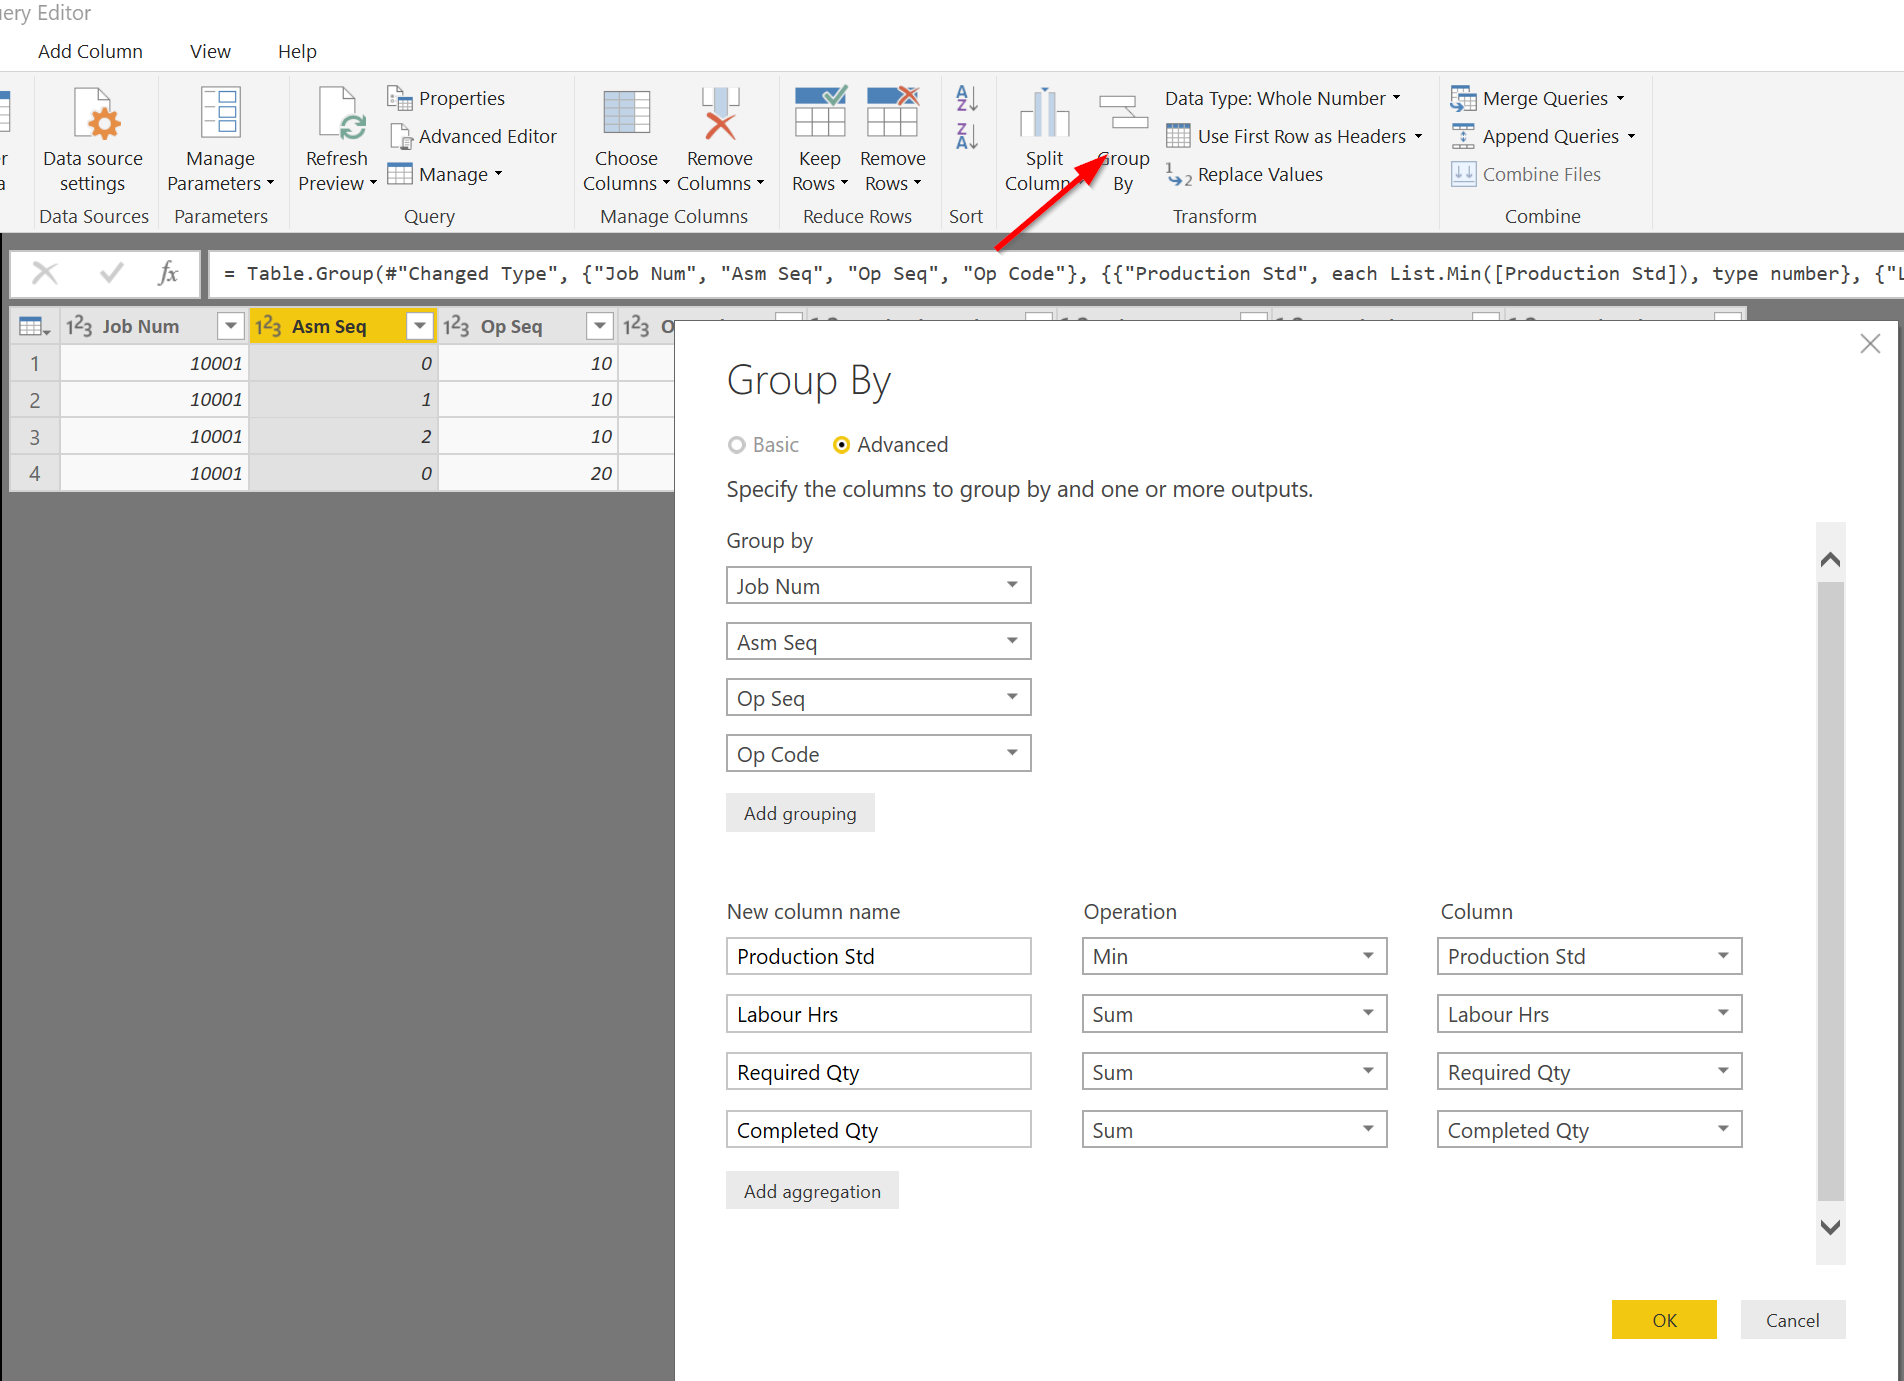 Query Editor
Add Column View Help
Data source settings
Data Sources
Manage Parameters
Parameters
Refresh Preview
Properties
Advanced Editor
Manage
Query
Choose Columns
Remove Columns
Manage Columns
Keep Rows
Remove Rows
Reduce Rows
Sort
Split Column
Group By
Data Type: Whole Number
Use First Row as Headers
Replace Values
Transform
Merge Queries
Append Queries
Combine Files
Combine
fx = Table.Group(#"Changed Type", {"Job Num", "Asm Seq", "Op Seq", "Op Code"}, {{"Production Std", each List.Min([Production Std]), type number}, {"L
Job Num Asm Seq Op Seq
1 10001 0 10
2 10001 1 10
3 10001 2 10
4 10001 0 20
Group By
Basic Advanced
Specify the columns to group by and one or more outputs.
Group by
Job Num
Asm Seq
Op Seq
Op Code
Add grouping
New column name Operation Column
Production Std Min Production Std
Labour Hrs Sum Labour Hrs
Required Qty Sum Required Qty
Completed Qty Sum Completed Qty
Add aggregation
OK Cancel